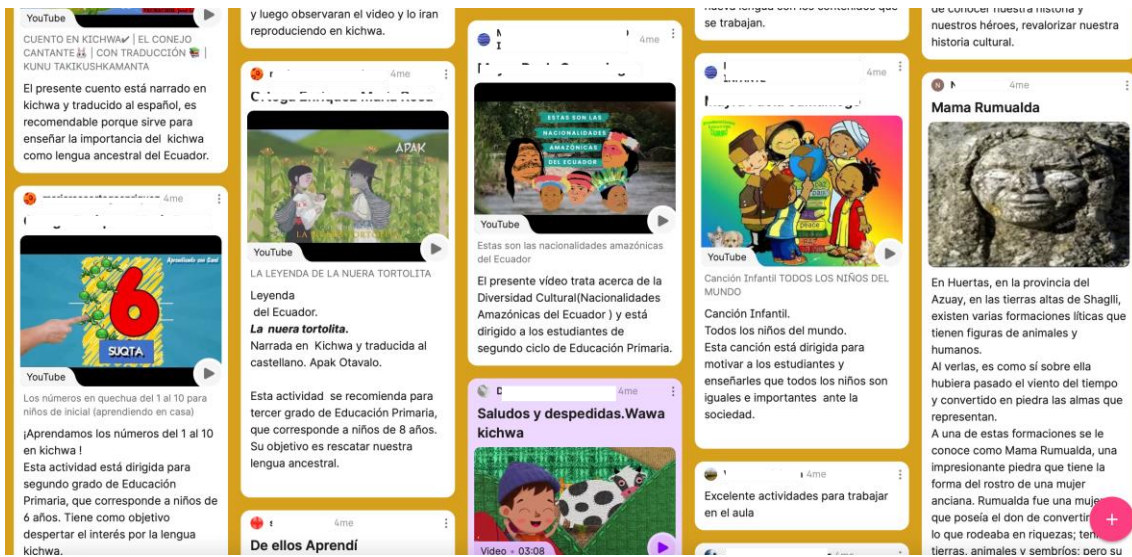 YouTube
CUENTO EN KICHWA✔ | EL CONEJO
CANTANTE🐰 | CON TRADUCCIÓN 📚 |
KUNU TAKIKUSHKAMANTA
El presente cuento está narrado en
kichwa y traducido al español, es
recomendable porque sirve para
enseñar la importancia del kichwa
como lengua ancestral del Ecuador.
4me
Aprendiendo con Gami
6
SUQTA
YouTube
Los números en quechua del 1 al 10 para
niños de inicial (aprendiendo en casa)
¡Aprendamos los números del 1 al 10
en kichwa !
Esta actividad está dirigida para
segundo grado de Educación
Primaria, que corresponde a niños de
6 años. Tiene como objetivo
despertar el interés por la lengua
kichwa.
y luego observaran el video y lo iran
reproduciendo en kichwa.
4me
APAK
LA NUERA TORTOLITA
YouTube
LA LEYENDA DE LA NUERA TORTOLITA
Leyenda
del Ecuador.
La nuera tortolita.
Narrada en Kichwa y traducida al
castellano. Apak Otavalo.
Esta actividad se recomienda para
tercer grado de Educación Primaria,
que corresponde a niños de 8 años.
Su objetivo es rescatar nuestra
lengua ancestral.
4me
De ellos Aprendí
4me
ESTAS SON LAS
NACIONALIDADES
AMAZÓNICAS
DEL ECUADOR
YouTube
Estas son las nacionalidades amazónicas
del Ecuador
El presente vídeo trata acerca de la
Diversidad Cultural(Nacionalidades
Amazónicas del Ecuador ) y está
dirigido a los estudiantes de
segundo ciclo de Educación Primaria.
4me
Saludos y despedidas.Wawa
kichwa
Video • 03:08
nueva lengua con los contenidos que
se trabajan.
4me
peace
YouTube
Canción Infantil TODOS LOS NIÑOS DEL
MUNDO
Canción Infantil.
Todos los niños del mundo.
Esta canción está dirigida para
motivar a los estudiantes y
enseñarles que todos los niños son
iguales e importantes ante la
sociedad.
4me
Excelente actividades para trabajar
en el aula
de conocer nuestra historia y
nuestros héroes, revalorizar nuestra
historia cultural.
N
4me
Mama Rumualda
En Huertas, en la provincia del
Azuay, en las tierras altas de Shaglli,
existen varias formaciones líticas que
tienen figuras de animales y
humanos.
Al verlas, es como sí sobre ella
hubiera pasado el viento del tiempo
y convertido en piedra las almas que
representan.
A una de estas formaciones se le
conoce como Mama Rumualda, una
impresionante piedra que tiene la
forma del rostro de una mujer
anciana. Rumualda fue una
que poseía el don de
lo que rodeaba en riquezas;
tierras, animales y sembríos; pero su